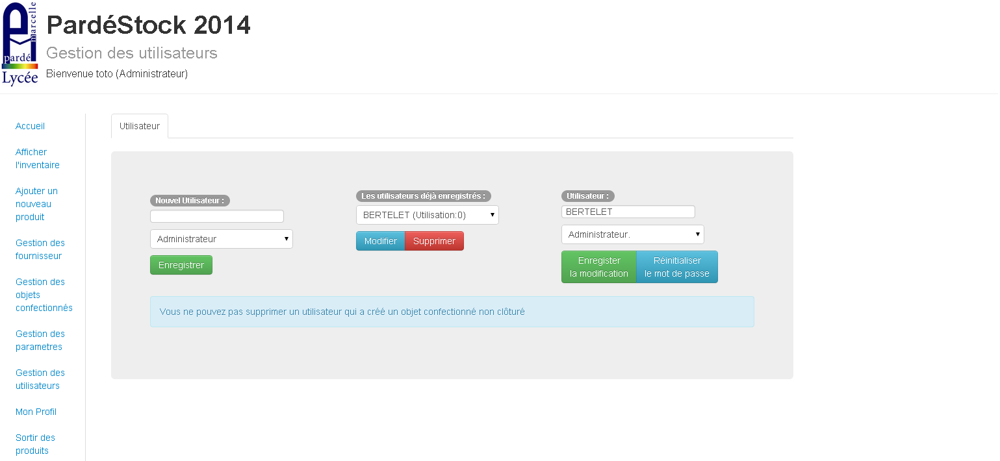 marcelle
pardé
Lycée
PardéStock 2014
Gestion des utilisateurs
Bienvenue toto (Administrateur)
Accueil
Afficher
l'inventaire
Ajouter un
nouveau
produit
Gestion des
fournisseur
Gestion des
objets
confectionnés
Gestion des
parametres
Gestion des
utilisateurs
Mon Profil
Sortir des
produits
Utilisateur
Nouvel Utilisateur :
Administrateur
Enregistrer
Les utilisateurs déjà enregistrés :
BERTELET (Utilisation:0)
Modifier
Supprimer
Utilisateur :
BERTELET
Administrateur.
Enregister
la modification
Réinitialiser
le mot de passe
Vous ne pouvez pas supprimer un utilisateur qui a créé un objet confectionné non clôturé